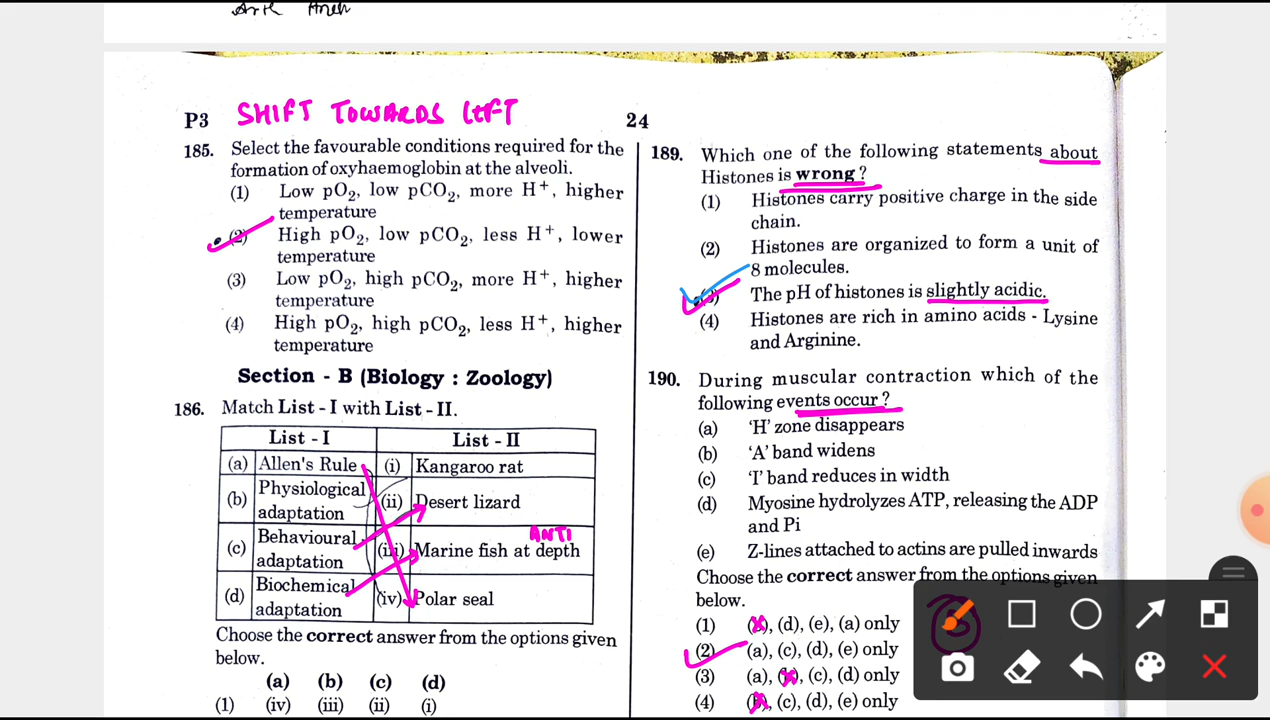 P3 SHIFT TOWARDS LEFT
24
185. Select the favourable conditions required for the
formation of oxyhaemoglobin at the alveoli.
(1) Low pO₂, low pCO₂, more H⁺, higher
temperature
(2) High pO₂, low pCO₂, less H⁺, lower
temperature
(3) Low pO₂, high pCO₂, more H⁺, higher
temperature
(4) High pO₂, high pCO₂, less H⁺, higher
temperature
Section - B (Biology : Zoology)
186. Match List - I with List - II.
List - I List - II
(a) Allen's Rule (i) Kangaroo rat
(b) Physiological adaptation (ii) Desert lizard
ANTI
(c) Behavioural adaptation (iii) Marine fish at depth
(d) Biochemical adaptation (iv) Polar seal
Choose the correct answer from the options given
below.
(a) (b) (c) (d)
(1) (iv) (iii) (ii) (i)
189. Which one of the following statements about
Histones is wrong ?
(1) Histones carry positive charge in the side
chain.
(2) Histones are organized to form a unit of
8 molecules.
(3) The pH of histones is slightly acidic.
(4) Histones are rich in amino acids - Lysine
and Arginine.
190. During muscular contraction which of the
following events occur ?
(a) 'H' zone disappears
(b) 'A' band widens
(c) 'I' band reduces in width
(d) Myosine hydrolyzes ATP, releasing the ADP
and Pi
(e) Z-lines attached to actins are pulled inwards
Choose the correct answer from the options given
below.
(1) (b), (d), (e), (a) only
(2) (a), (c), (d), (e) only
(3) (a), (b), (c), (d) only
(4) (b), (c), (d), (e) only